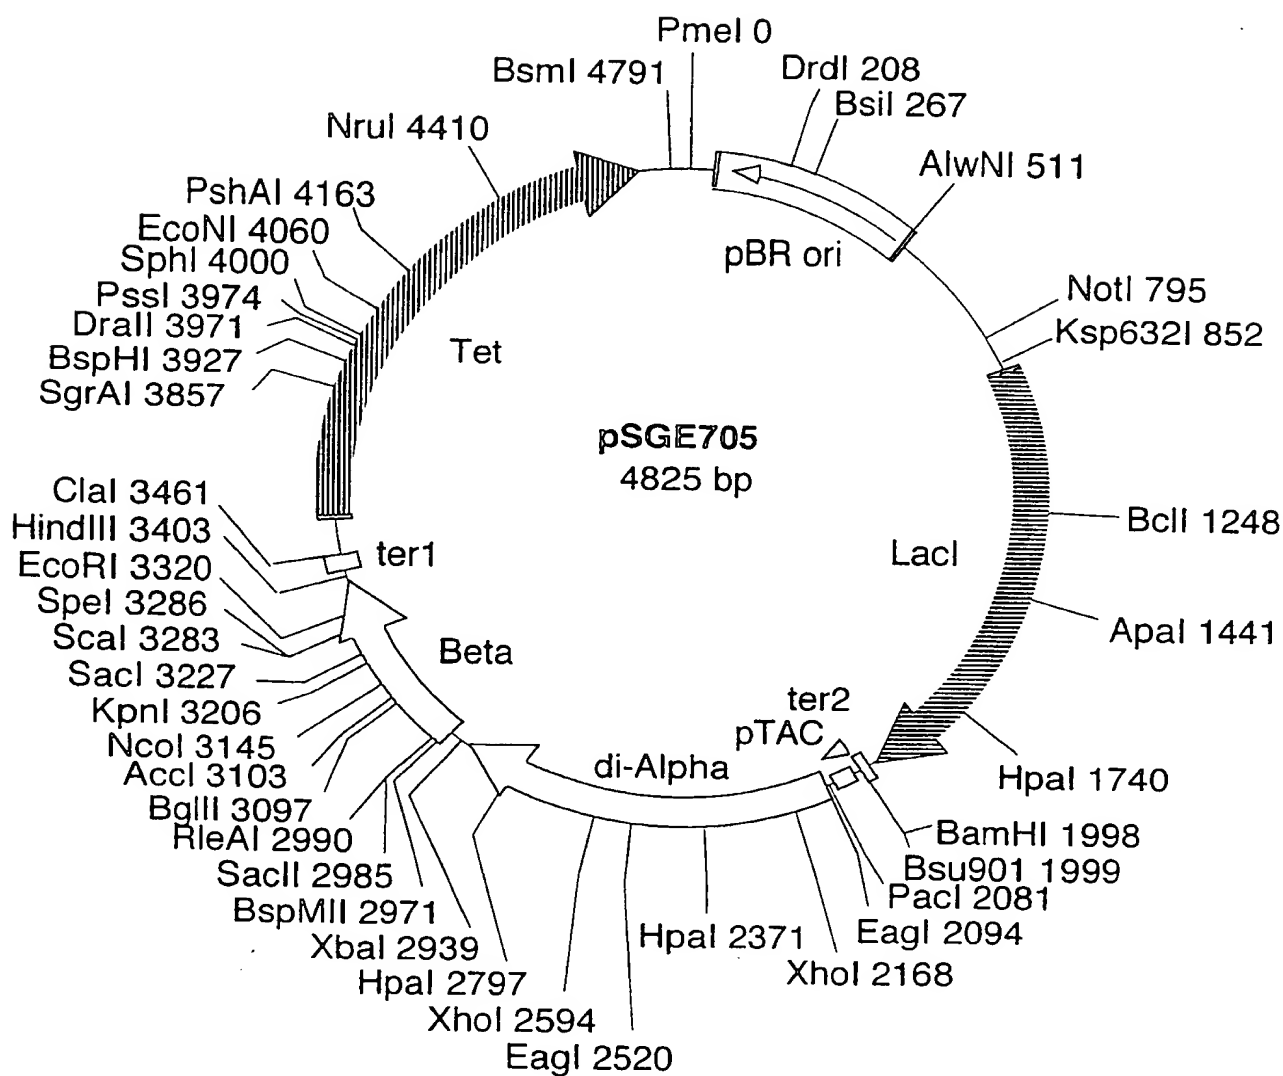 PmeI 0
BsmI 4791
DrdI 208
BsiI 267
NruI 4410
AlwNI 511
PshAI 4163
EcoNI 4060
SphI 4000
PssI 3974
DraII 3971
BspHI 3927
SgrAI 3857
pBR ori
NotI 795
Ksp632I 852
Tet
pSGE705
4825 bp
ClaI 3461
HindIII 3403
EcoRI 3320
SpeI 3286
ScaI 3283
SacI 3227
KpnI 3206
NcoI 3145
AccI 3103
BglII 3097
RleAI 2990
SacII 2985
BspMII 2971
XbaI 2939
HpaI 2797
XhoI 2594
EagI 2520
ter1
Beta
LacI
BclI 1248
ApaI 1441
ter2
pTAC
di-Alpha
HpaI 1740
BamHI 1998
Bsu901 1999
PacI 2081
EagI 2094
HpaI 2371
XhoI 2168